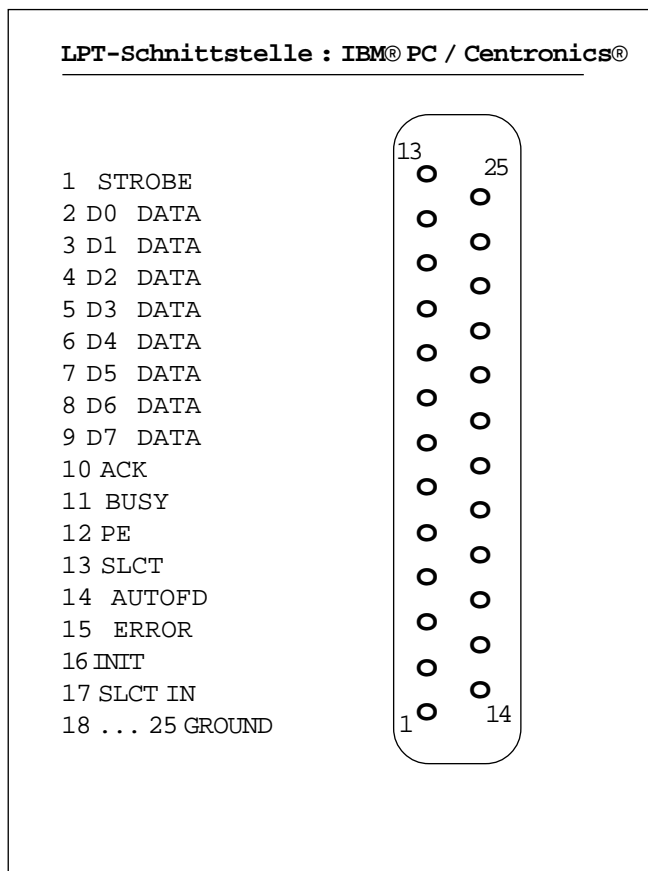 LPT-Schnittstelle : IBM® PC / Centronics®
1 STROBE
2 D0 DATA
3 D1 DATA
4 D2 DATA
5 D3 DATA
6 D4 DATA
7 D5 DATA
8 D6 DATA
9 D7 DATA
10 ACK
11 BUSY
12 PE
13 SLCT
14 AUTOFD
15 ERROR
16 INIT
17 SLCT IN
18 ... 25 GROUND
13
25
1
14